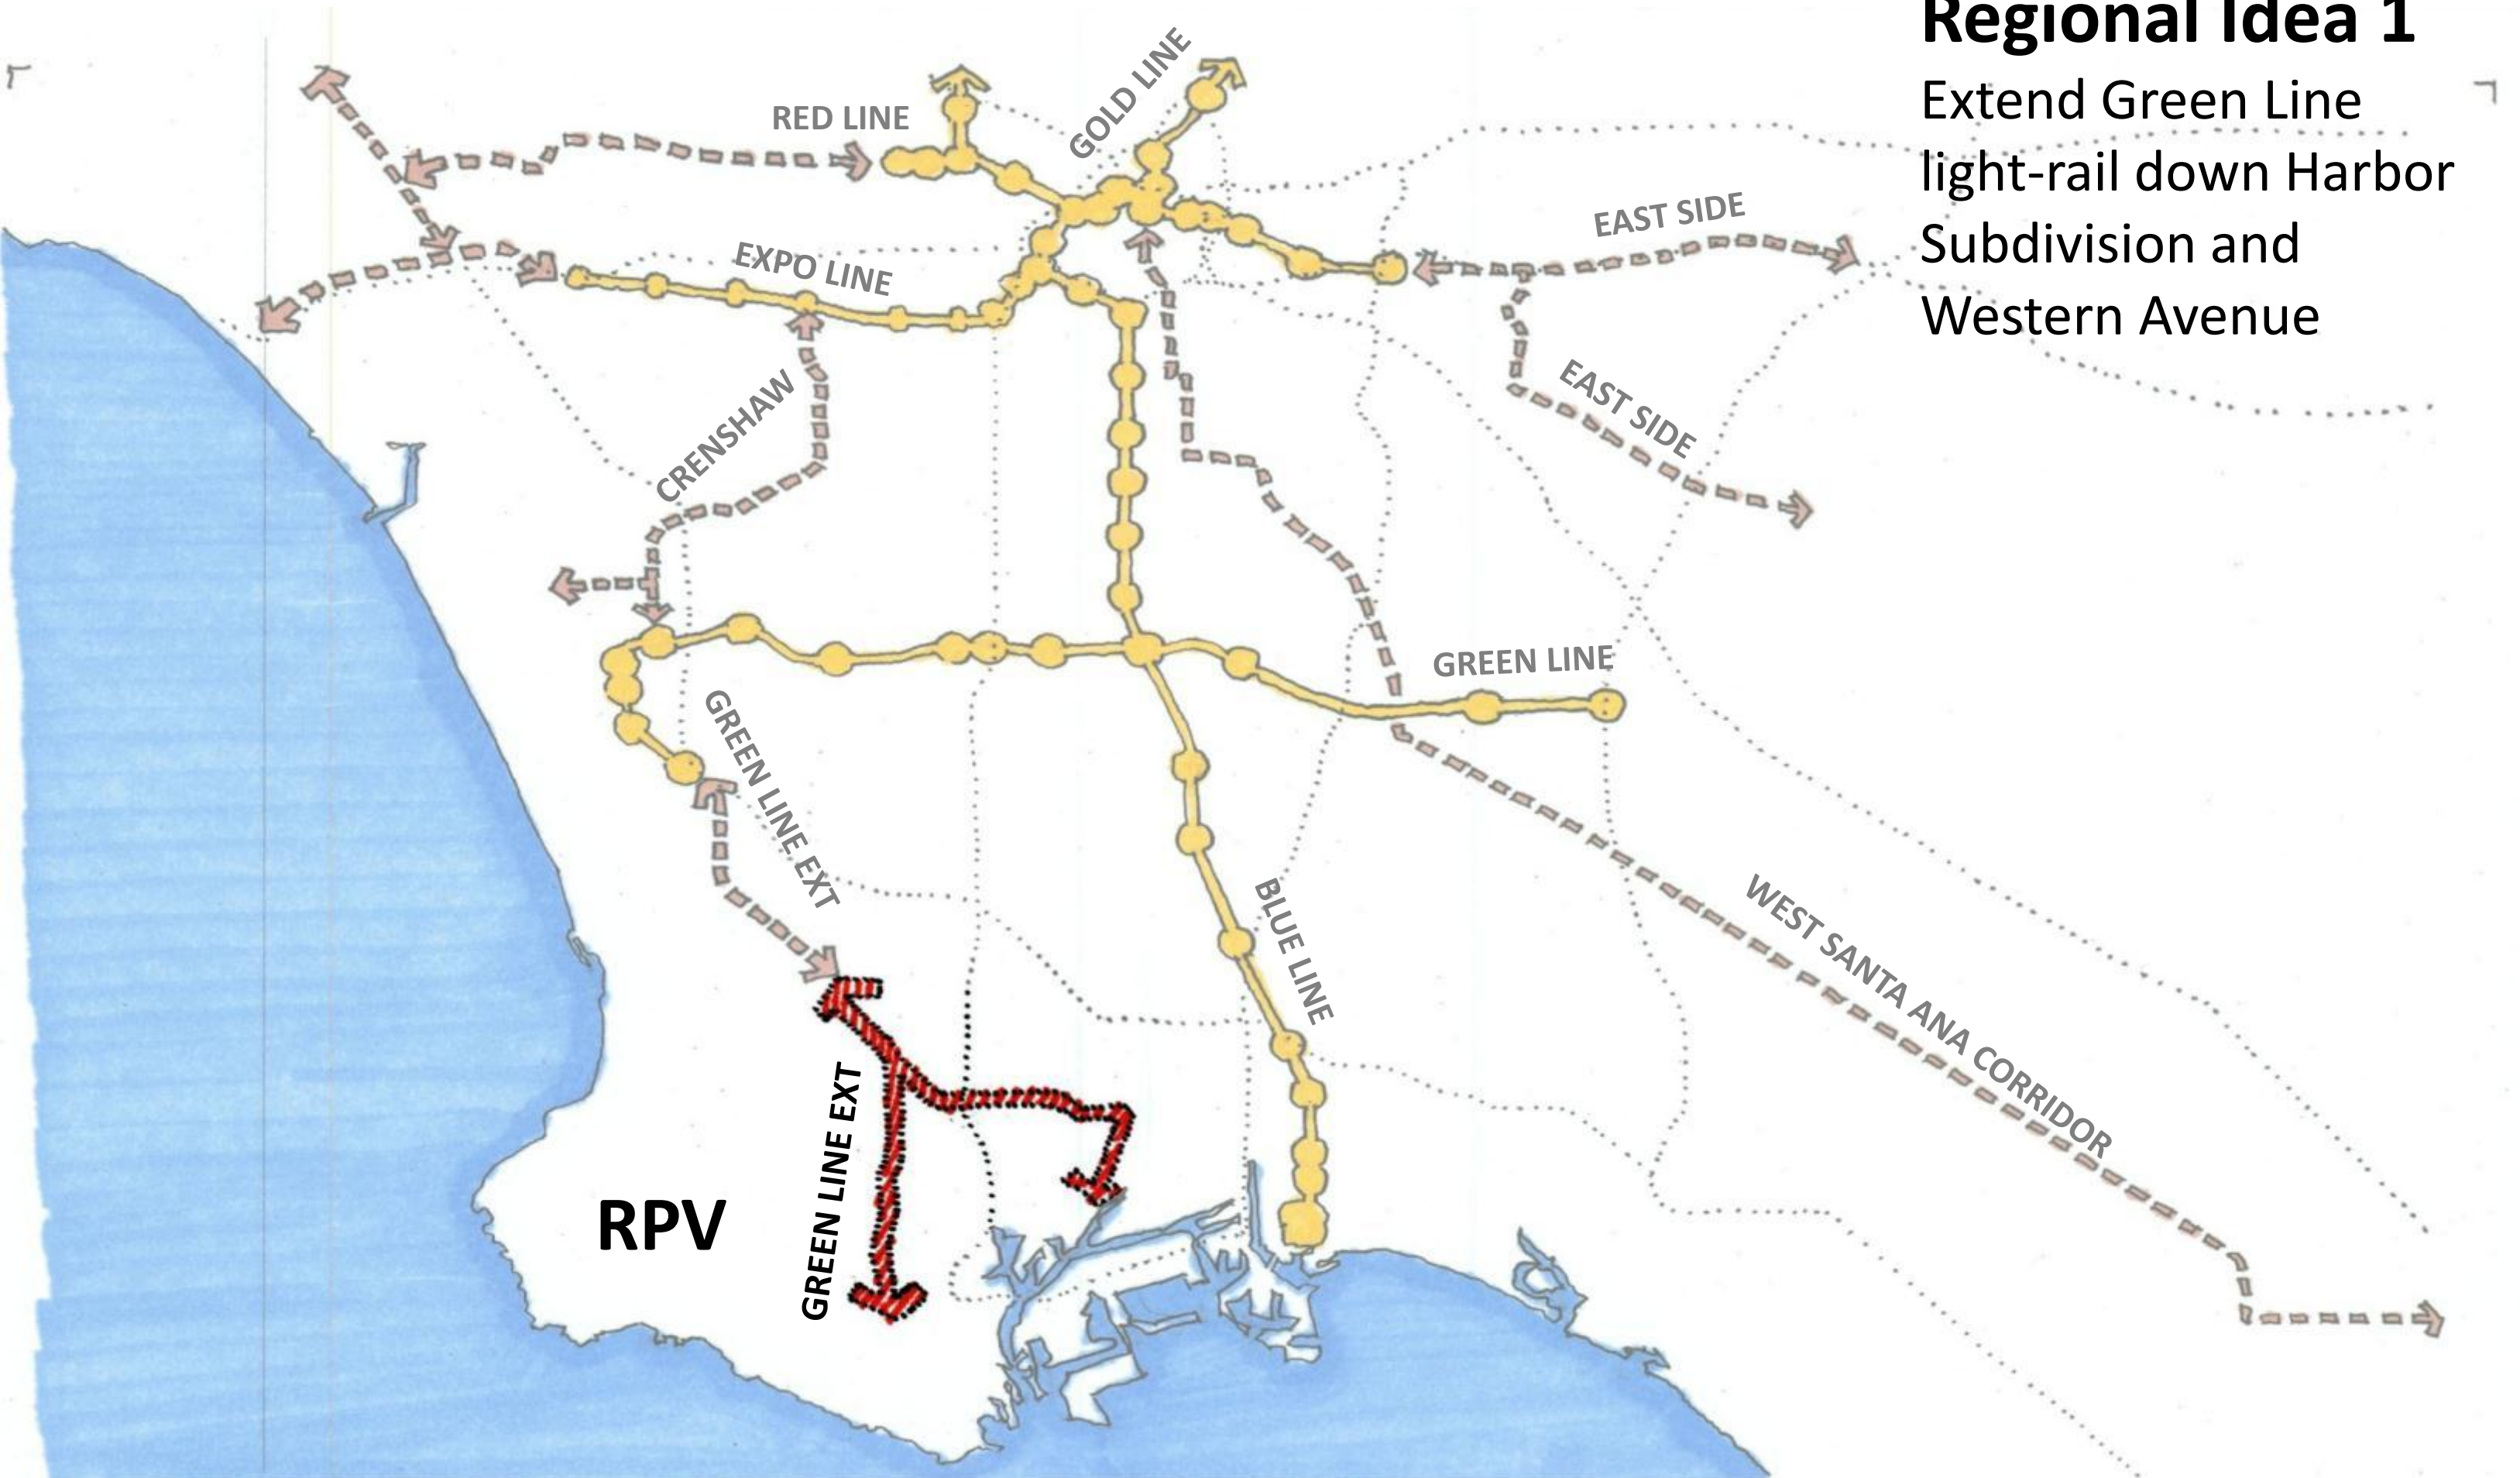 Regional Idea 1
Extend Green Line
light-rail down Harbor
Subdivision and
Western Avenue
RED LINE
GOLD LINE
EAST SIDE
EXPO LINE
EAST SIDE
CRENSHAW
GREEN LINE
GREEN LINE EXT
BLUE LINE
WEST SANTA ANA CORRIDOR
GREEN LINE EXT
RPV